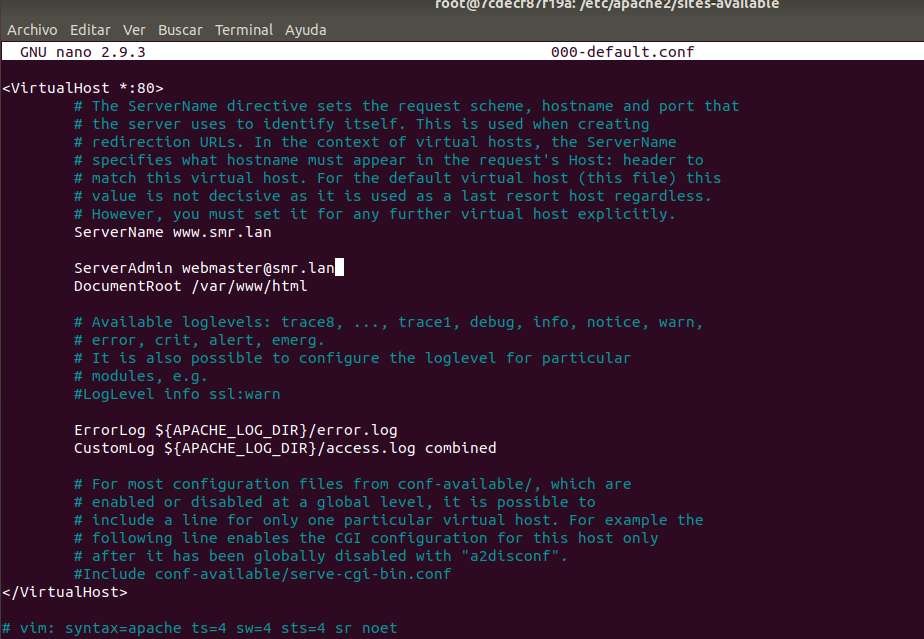 root@7cdecf87f19a: /etc/apache2/sites-available
Archivo Editar Ver Buscar Terminal Ayuda
GNU nano 2.9.3 000-default.conf
<VirtualHost *:80>
# The ServerName directive sets the request scheme, hostname and port that
# the server uses to identify itself. This is used when creating
# redirection URLs. In the context of virtual hosts, the ServerName
# specifies what hostname must appear in the request's Host: header to
# match this virtual host. For the default virtual host (this file) this
# value is not decisive as it is used as a last resort host regardless.
# However, you must set it for any further virtual host explicitly.
ServerName www.smr.lan
ServerAdmin webmaster@smr.lan
DocumentRoot /var/www/html
# Available loglevels: trace8, ..., trace1, debug, info, notice, warn,
# error, crit, alert, emerg.
# It is also possible to configure the loglevel for particular
# modules, e.g.
#LogLevel info ssl:warn
ErrorLog ${APACHE_LOG_DIR}/error.log
CustomLog ${APACHE_LOG_DIR}/access.log combined
# For most configuration files from conf-available/, which are
# enabled or disabled at a global level, it is possible to
# include a line for only one particular virtual host. For example the
# following line enables the CGI configuration for this host only
# after it has been globally disabled with "a2disconf".
#Include conf-available/serve-cgi-bin.conf
</VirtualHost>
# vim: syntax=apache ts=4 sw=4 sts=4 sr noet